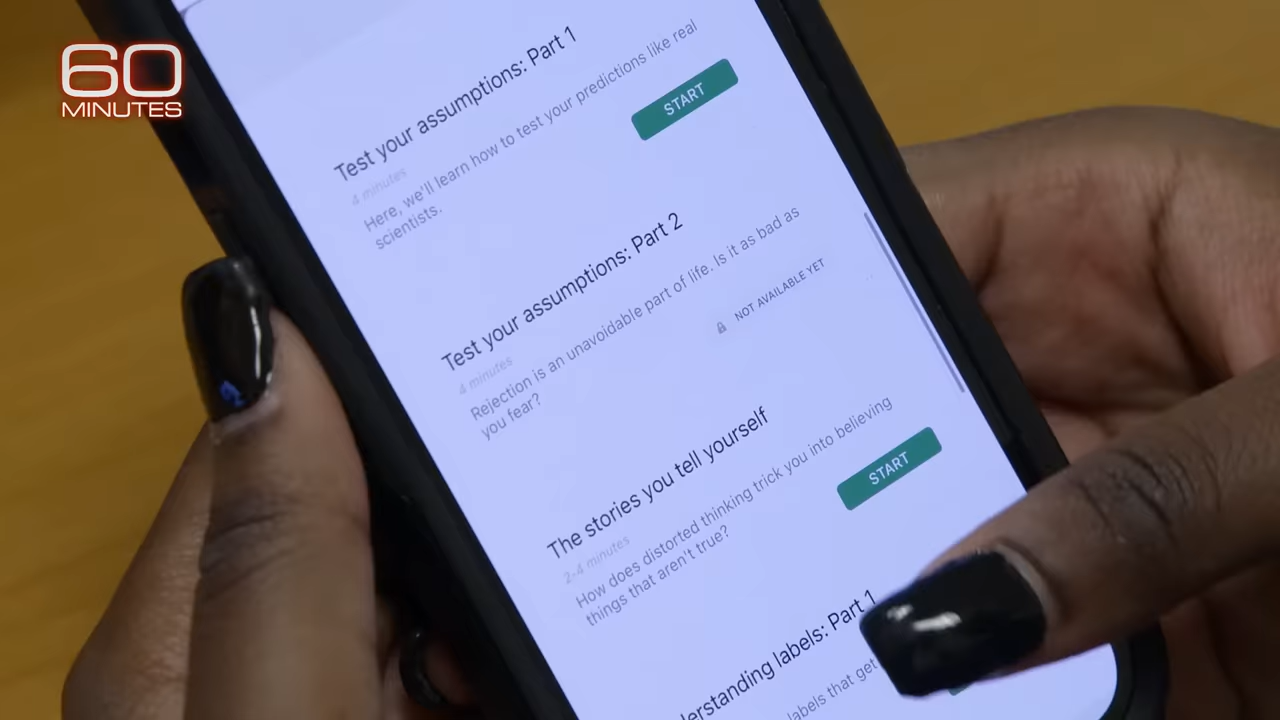 60
MINUTES
Test your assumptions: Part 1
4 minutes
Here, we'll learn how to test your predictions like real
scientists.
START
Test your assumptions: Part 2
4 minutes
Rejection is an unavoidable part of life. Is it as bad as
you fear?
NOT AVAILABLE YET
The stories you tell yourself
2-4 minutes
How does distorted thinking trick you into believing
things that aren't true?
START
labels: Part 1
labels that get